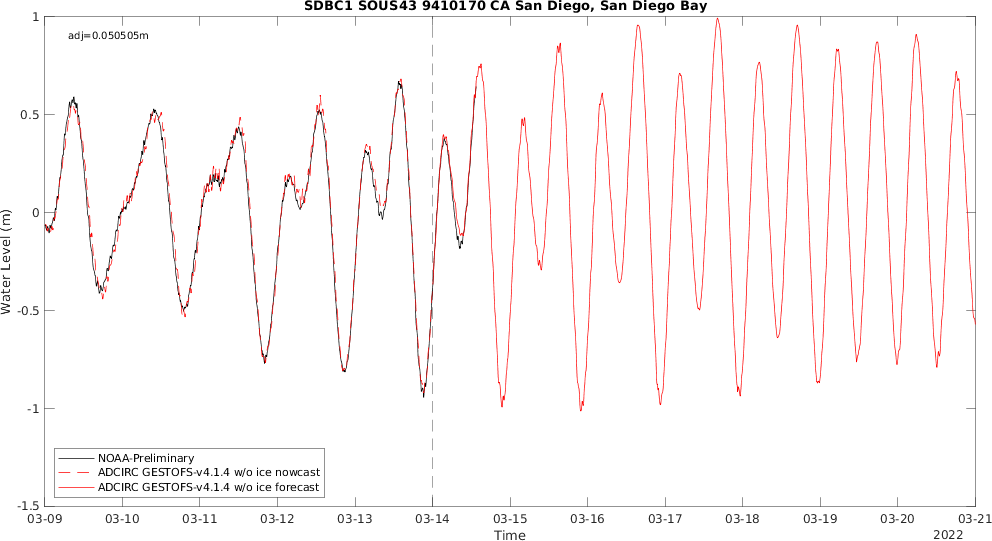 SDBC1 SOUS43 9410170 CA San Diego, San Diego Bay
adj=0.050505m
1
0.5
0
-0.5
-1
-1.5
Water Level (m)
NOAA-Preliminary
ADCIRC GESTOFS-v4.1.4 w/o ice nowcast
ADCIRC GESTOFS-v4.1.4 w/o ice forecast
03-09 03-10 03-11 03-12 03-13 03-14 03-15 03-16 03-17 03-18 03-19 03-20 03-21
Time
2022